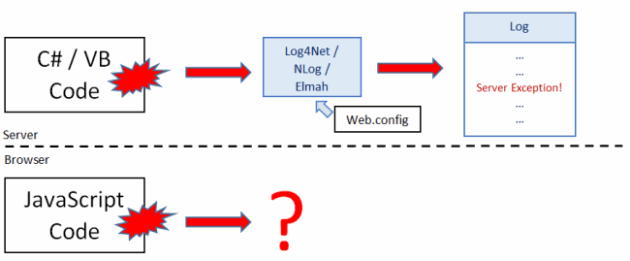 C# / VB
Code
Log4Net /
NLog /
Elmah
Web.config
Log
...
...
Server Exception!
...
...
Server
Browser
JavaScript
Code
?